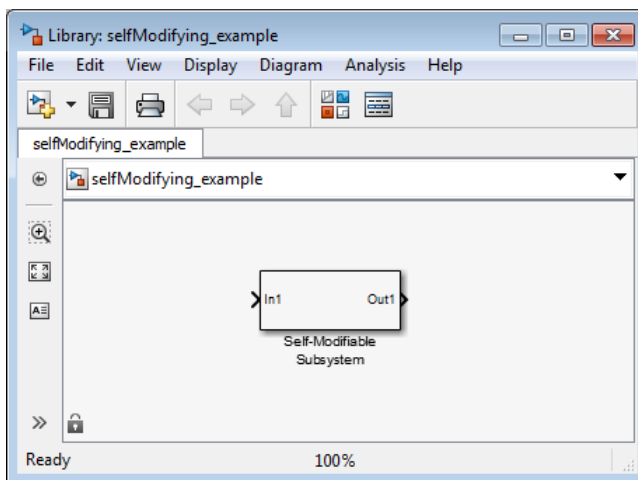 Library: selfModifying_example
File Edit View Display Diagram Analysis Help
selfModifying_example
selfModifying_example
In1 Out1
Self-Modifiable
Subsystem
Ready 100%